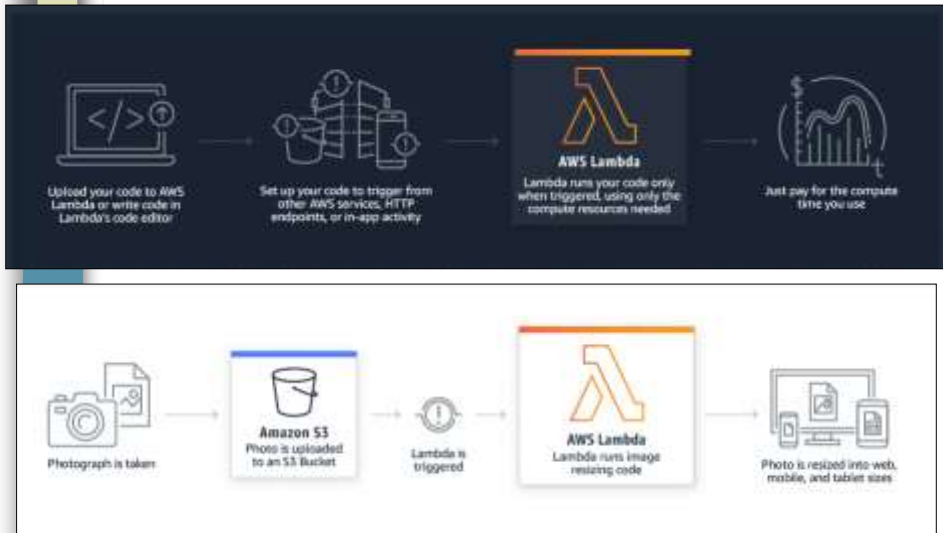 </>
$
AWS Lambda
Upload your code to AWS
Lambda or write code in
Lambda's code editor
Set up your code to trigger from
other AWS services, HTTP
endpoints, or in-app activity
Lambda runs your code only
when triggered, using only the
compute resources needed
t
Just pay for the compute
time you use
Photograph is taken
Amazon S3
Photo is uploaded
to an S3 Bucket
Lambda is
triggered
AWS Lambda
Lambda runs image
resizing code
Photo is resized into web,
mobile, and tablet sizes